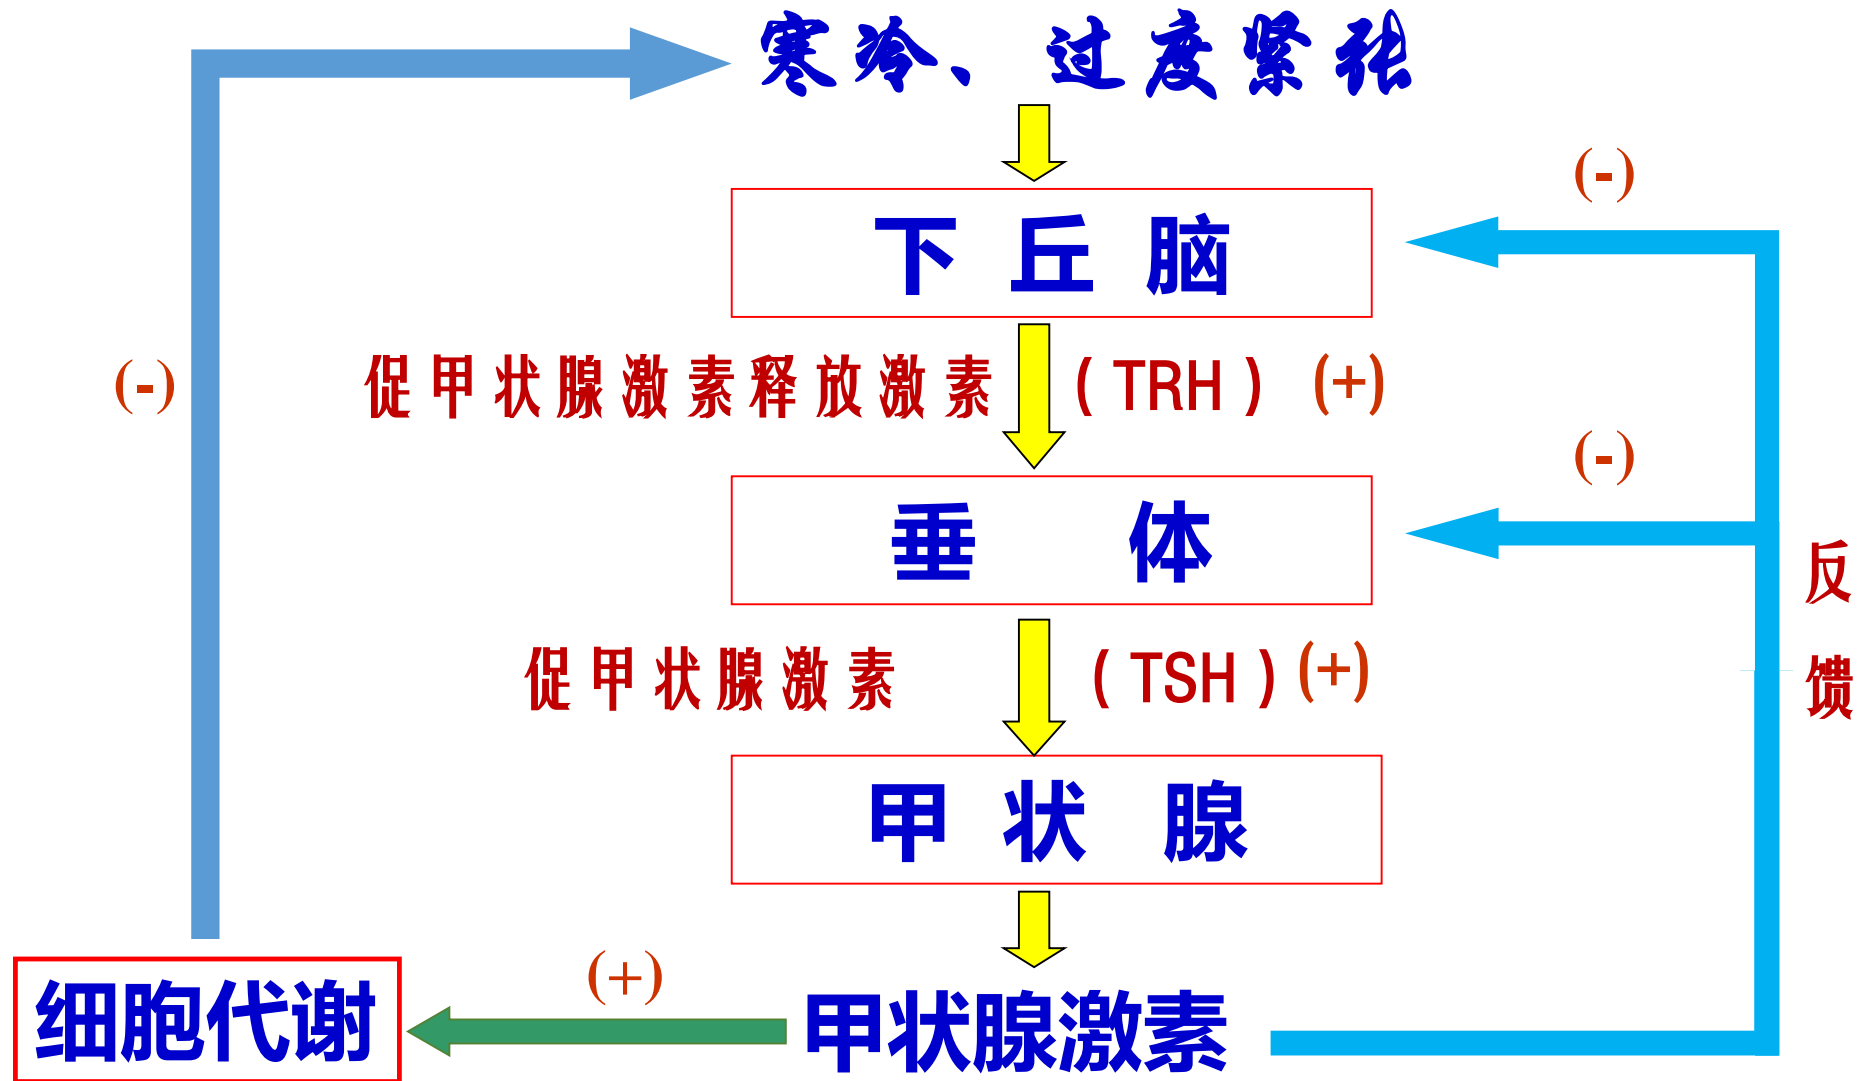 寒冷、过度紧张
(-)
下丘脑
(-)
促甲状腺激素释放激素（TRH）(+)
(-)
垂体
反馈
促甲状腺激素（TSH）(+)
甲状腺
(+)
细胞代谢
甲状腺激素